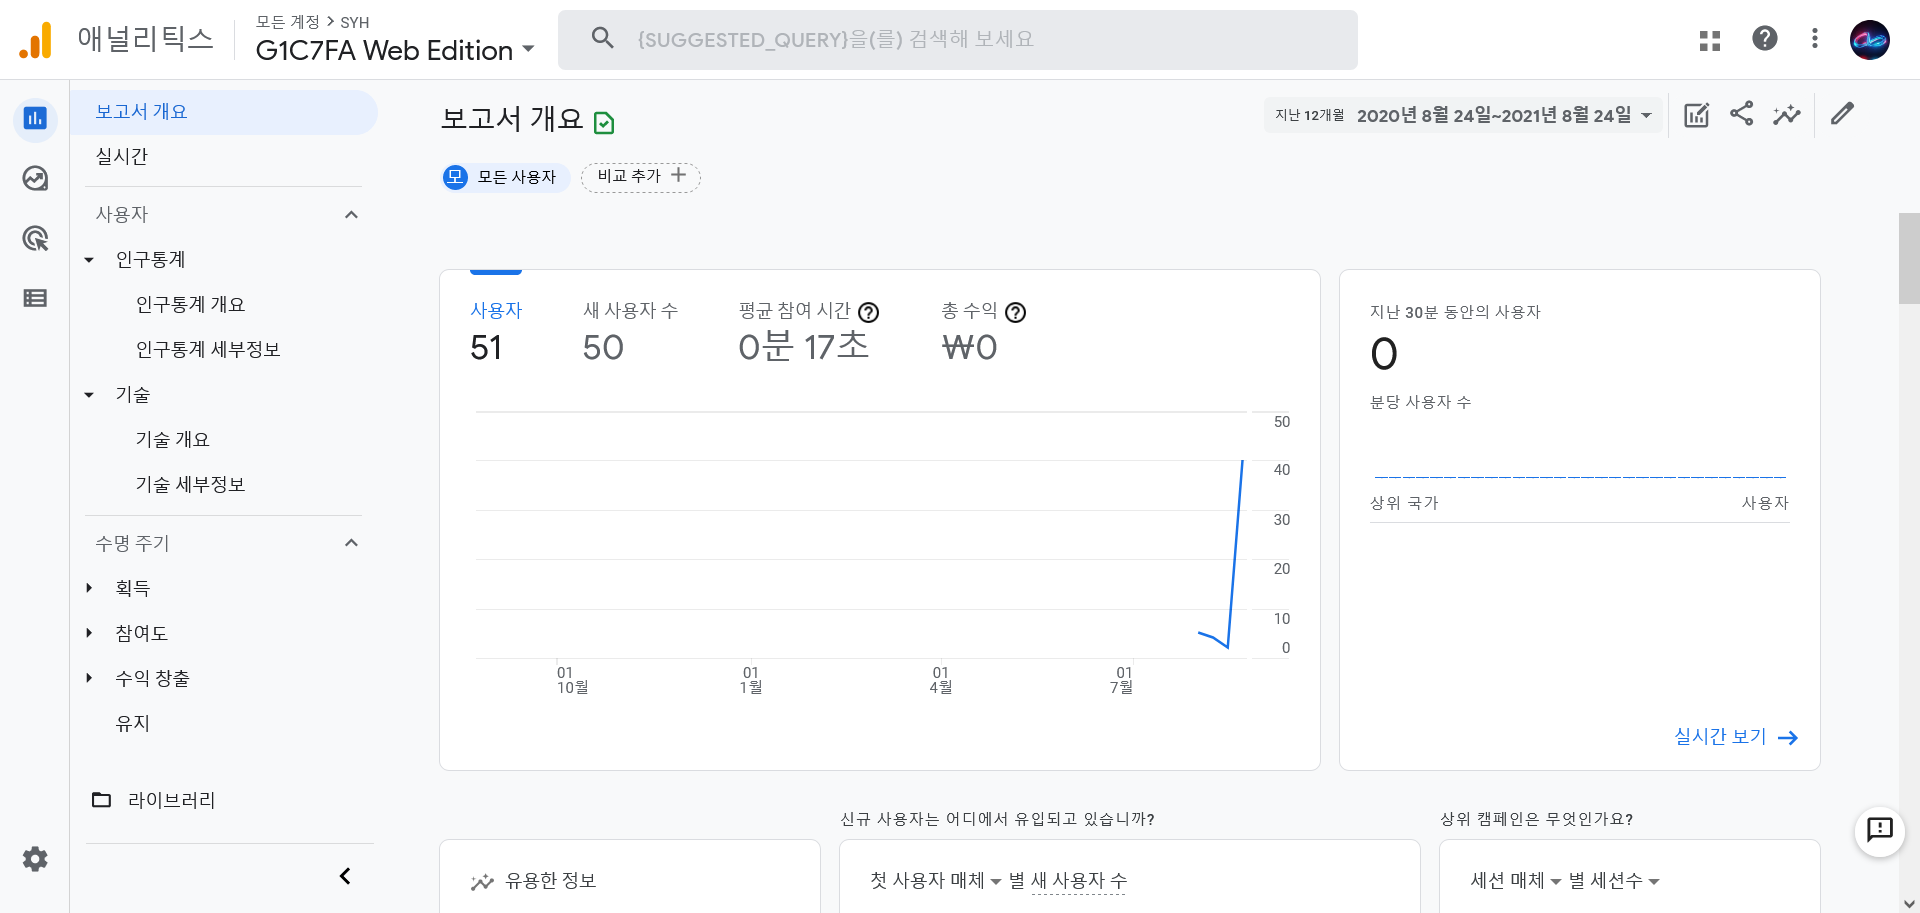 애널리틱스
모든 계정 > SYH
G1C7FA Web Edition
{SUGGESTED_QUERY}을(를) 검색해 보세요
보고서 개요
실시간
사용자
인구통계
인구통계 개요
인구통계 세부정보
기술
기술 개요
기술 세부정보
수명 주기
획득
참여도
수익 창출
유지
라이브러리
보고서 개요
지난 12개월 2020년 8월 24일~2021년 8월 24일
모 모든 사용자
비교 추가 +
사용자
51
새 사용자 수
50
평균 참여 시간
0분 17초
총 수익
₩0
50
40
30
20
10
0
01
10월
01
1월
01
4월
01
7월
지난 30분 동안의 사용자
0
분당 사용자 수
상위 국가 사용자
실시간 보기
유용한 정보
신규 사용자는 어디에서 유입되고 있습니까?
첫 사용자 매체 별 새 사용자 수
상위 캠페인은 무엇인가요?
세션 매체 별 세션수